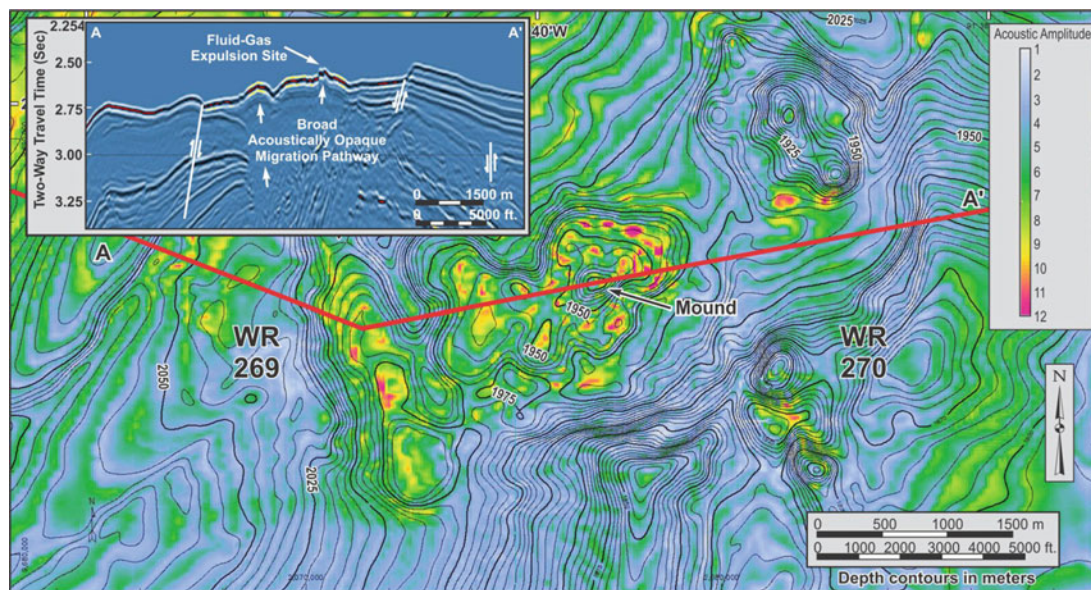 2.254
A
A'
2.50
2.75
3.00
3.25
Two-Way Travel Time (Sec)
Fluid-Gas
Expulsion Site
Broad
Acoustically Opaque
Migration Pathway
0 1500 m
0 5000 ft.
40'W
2025
Acoustic Amplitude
1
2
3
4
5
6
7
8
9
10
11
12
1925
1950
1950
A
A'
1950
Mound
WR
269
2050
1950
1975
WR
270
2025
N
0 500 1000 1500 m
0 1000 2000 3000 4000 5000 ft.
Depth contours in meters